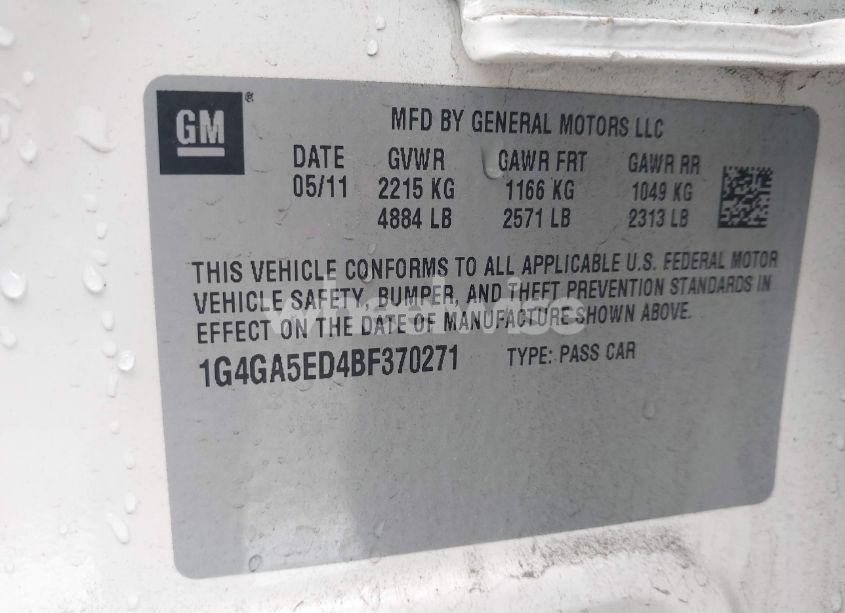 GM
MFD BY GENERAL MOTORS LLC
DATE GVWR GAWR FRT GAWR RR
05/11 2215 KG 1166 KG 1049 KG
4884 LB 2571 LB 2313 LB
THIS VEHICLE CONFORMS TO ALL APPLICABLE U.S. FEDERAL MOTOR
VEHICLE SAFETY, BUMPER, AND THEFT PREVENTION STANDARDS IN
EFFECT ON THE DATE OF MANUFACTURE SHOWN ABOVE.
wheelwise
1G4GA5ED4BF370271 TYPE: PASS CAR